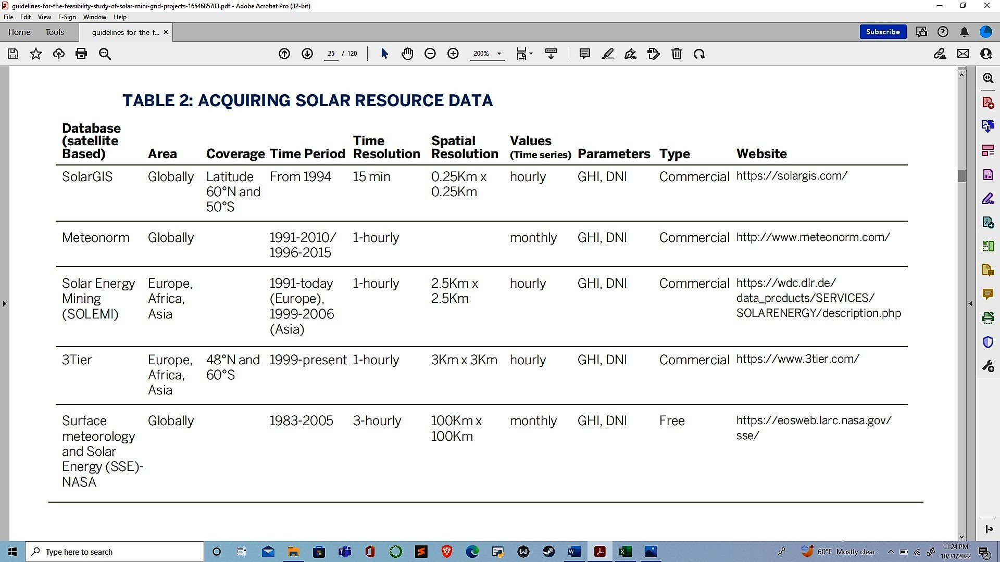 guidelines-for-the-feasibility-study-of-solar-mini-grid-projects-1654685783.pdf - Adobe Acrobat Pro (32-bit)
File Edit View E-Sign Window Help
Home Tools guidelines-for-the-f... ×
Subscribe
25 / 120 200%
TABLE 2: ACQUIRING SOLAR RESOURCE DATA
Database
(satellite Time Spatial Values
Based) Area Coverage Time Period Resolution Resolution (Time series) Parameters Type Website
SolarGIS Globally Latitude From 1994 15 min 0.25Km x hourly GHI, DNI Commercial https://solargis.com/
60°N and 0.25Km
50°S
Meteonorm Globally 1991-2010/ 1-hourly monthly GHI, DNI Commercial http://www.meteonorm.com/
1996-2015
Solar Energy Europe, 1991-today 1-hourly 2.5Km x hourly GHI, DNI Commercial https://wdc.dlr.de/
Mining Africa, (Europe), 2.5Km data_products/SERVICES/
(SOLEMI) Asia 1999-2006 SOLARENERGY/description.php
(Asia)
3Tier Europe, 48°N and 1999-present 1-hourly 3Km x 3Km hourly GHI, DNI Commercial https://www.3tier.com/
Africa, 60°S
Asia
Surface Globally 1983-2005 3-hourly 100Km x monthly GHI, DNI Free https://eosweb.larc.nasa.gov/
meteorology 100Km sse/
and Solar
Energy (SSE)-
NASA
Type here to search
60°F Mostly clear
11:24 PM
10/31/2022
2